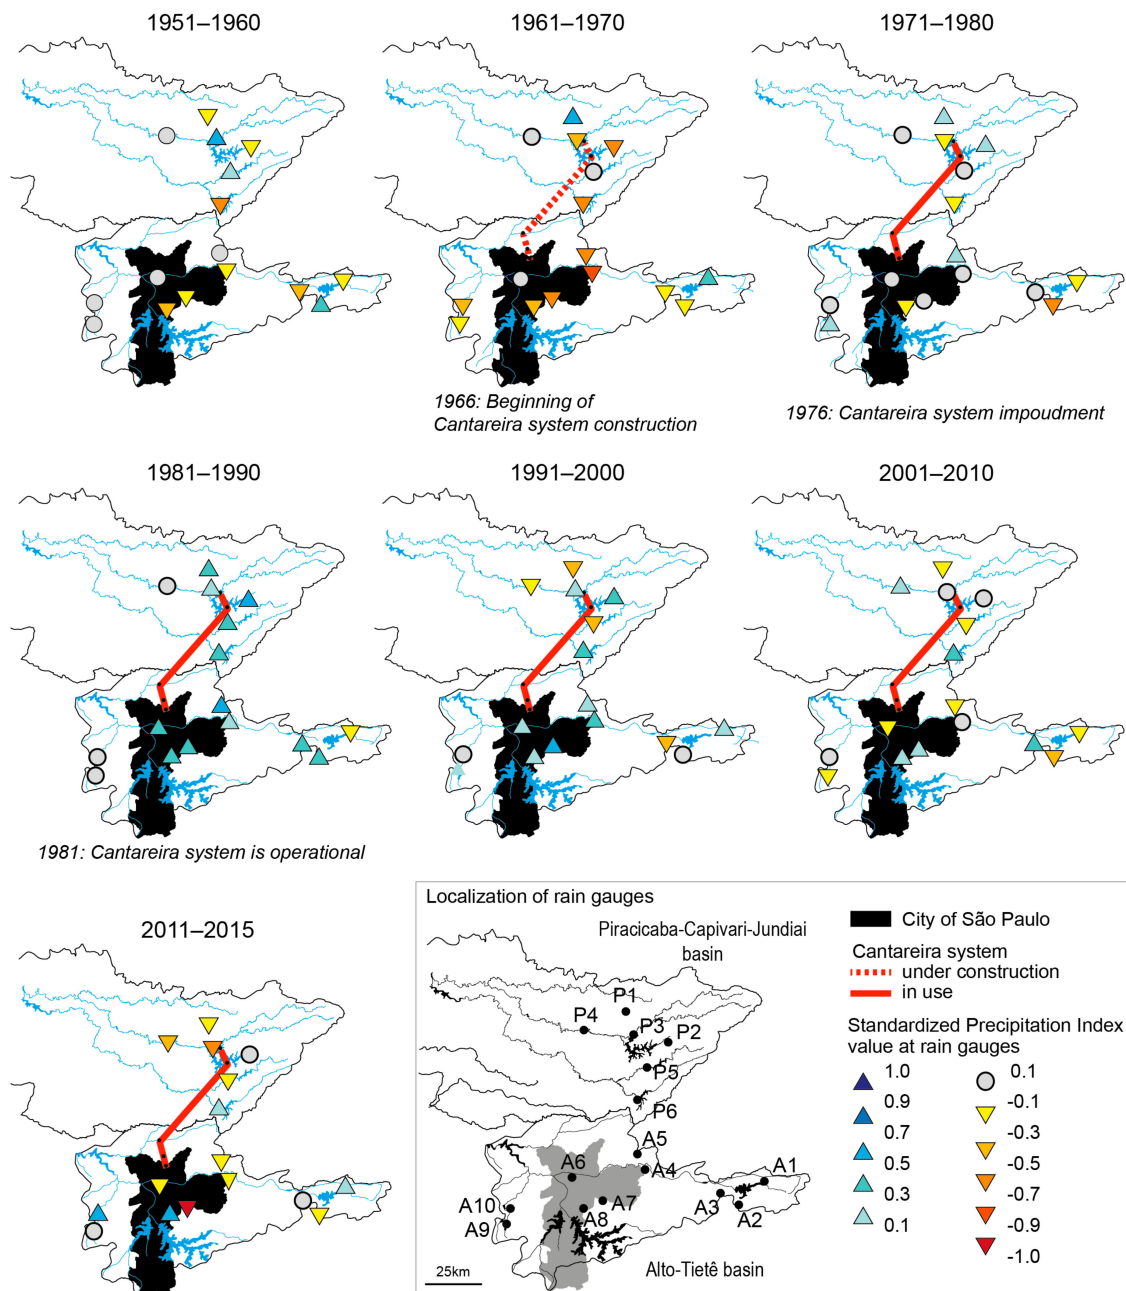 1951–1960
1961–1970
1971–1980
1966: Beginning of
Cantareira system construction
1976: Cantareira system impoudment
1981–1990
1991–2000
2001–2010
1981: Cantareira system is operational
2011–2015
Localization of rain gauges
Piracicaba-Capivari-Jundiai
basin
P1
P4
P3
P2
P5
P6
A5
A6
A4
A1
A7
A3
A2
A10
A8
A9
25km
Alto-Tietê basin
City of São Paulo
Cantareira system
under construction
in use
Standardized Precipitation Index
value at rain gauges
1.0
0.9
0.7
0.5
0.3
0.1
0.1
-0.1
-0.3
-0.5
-0.7
-0.9
-1.0